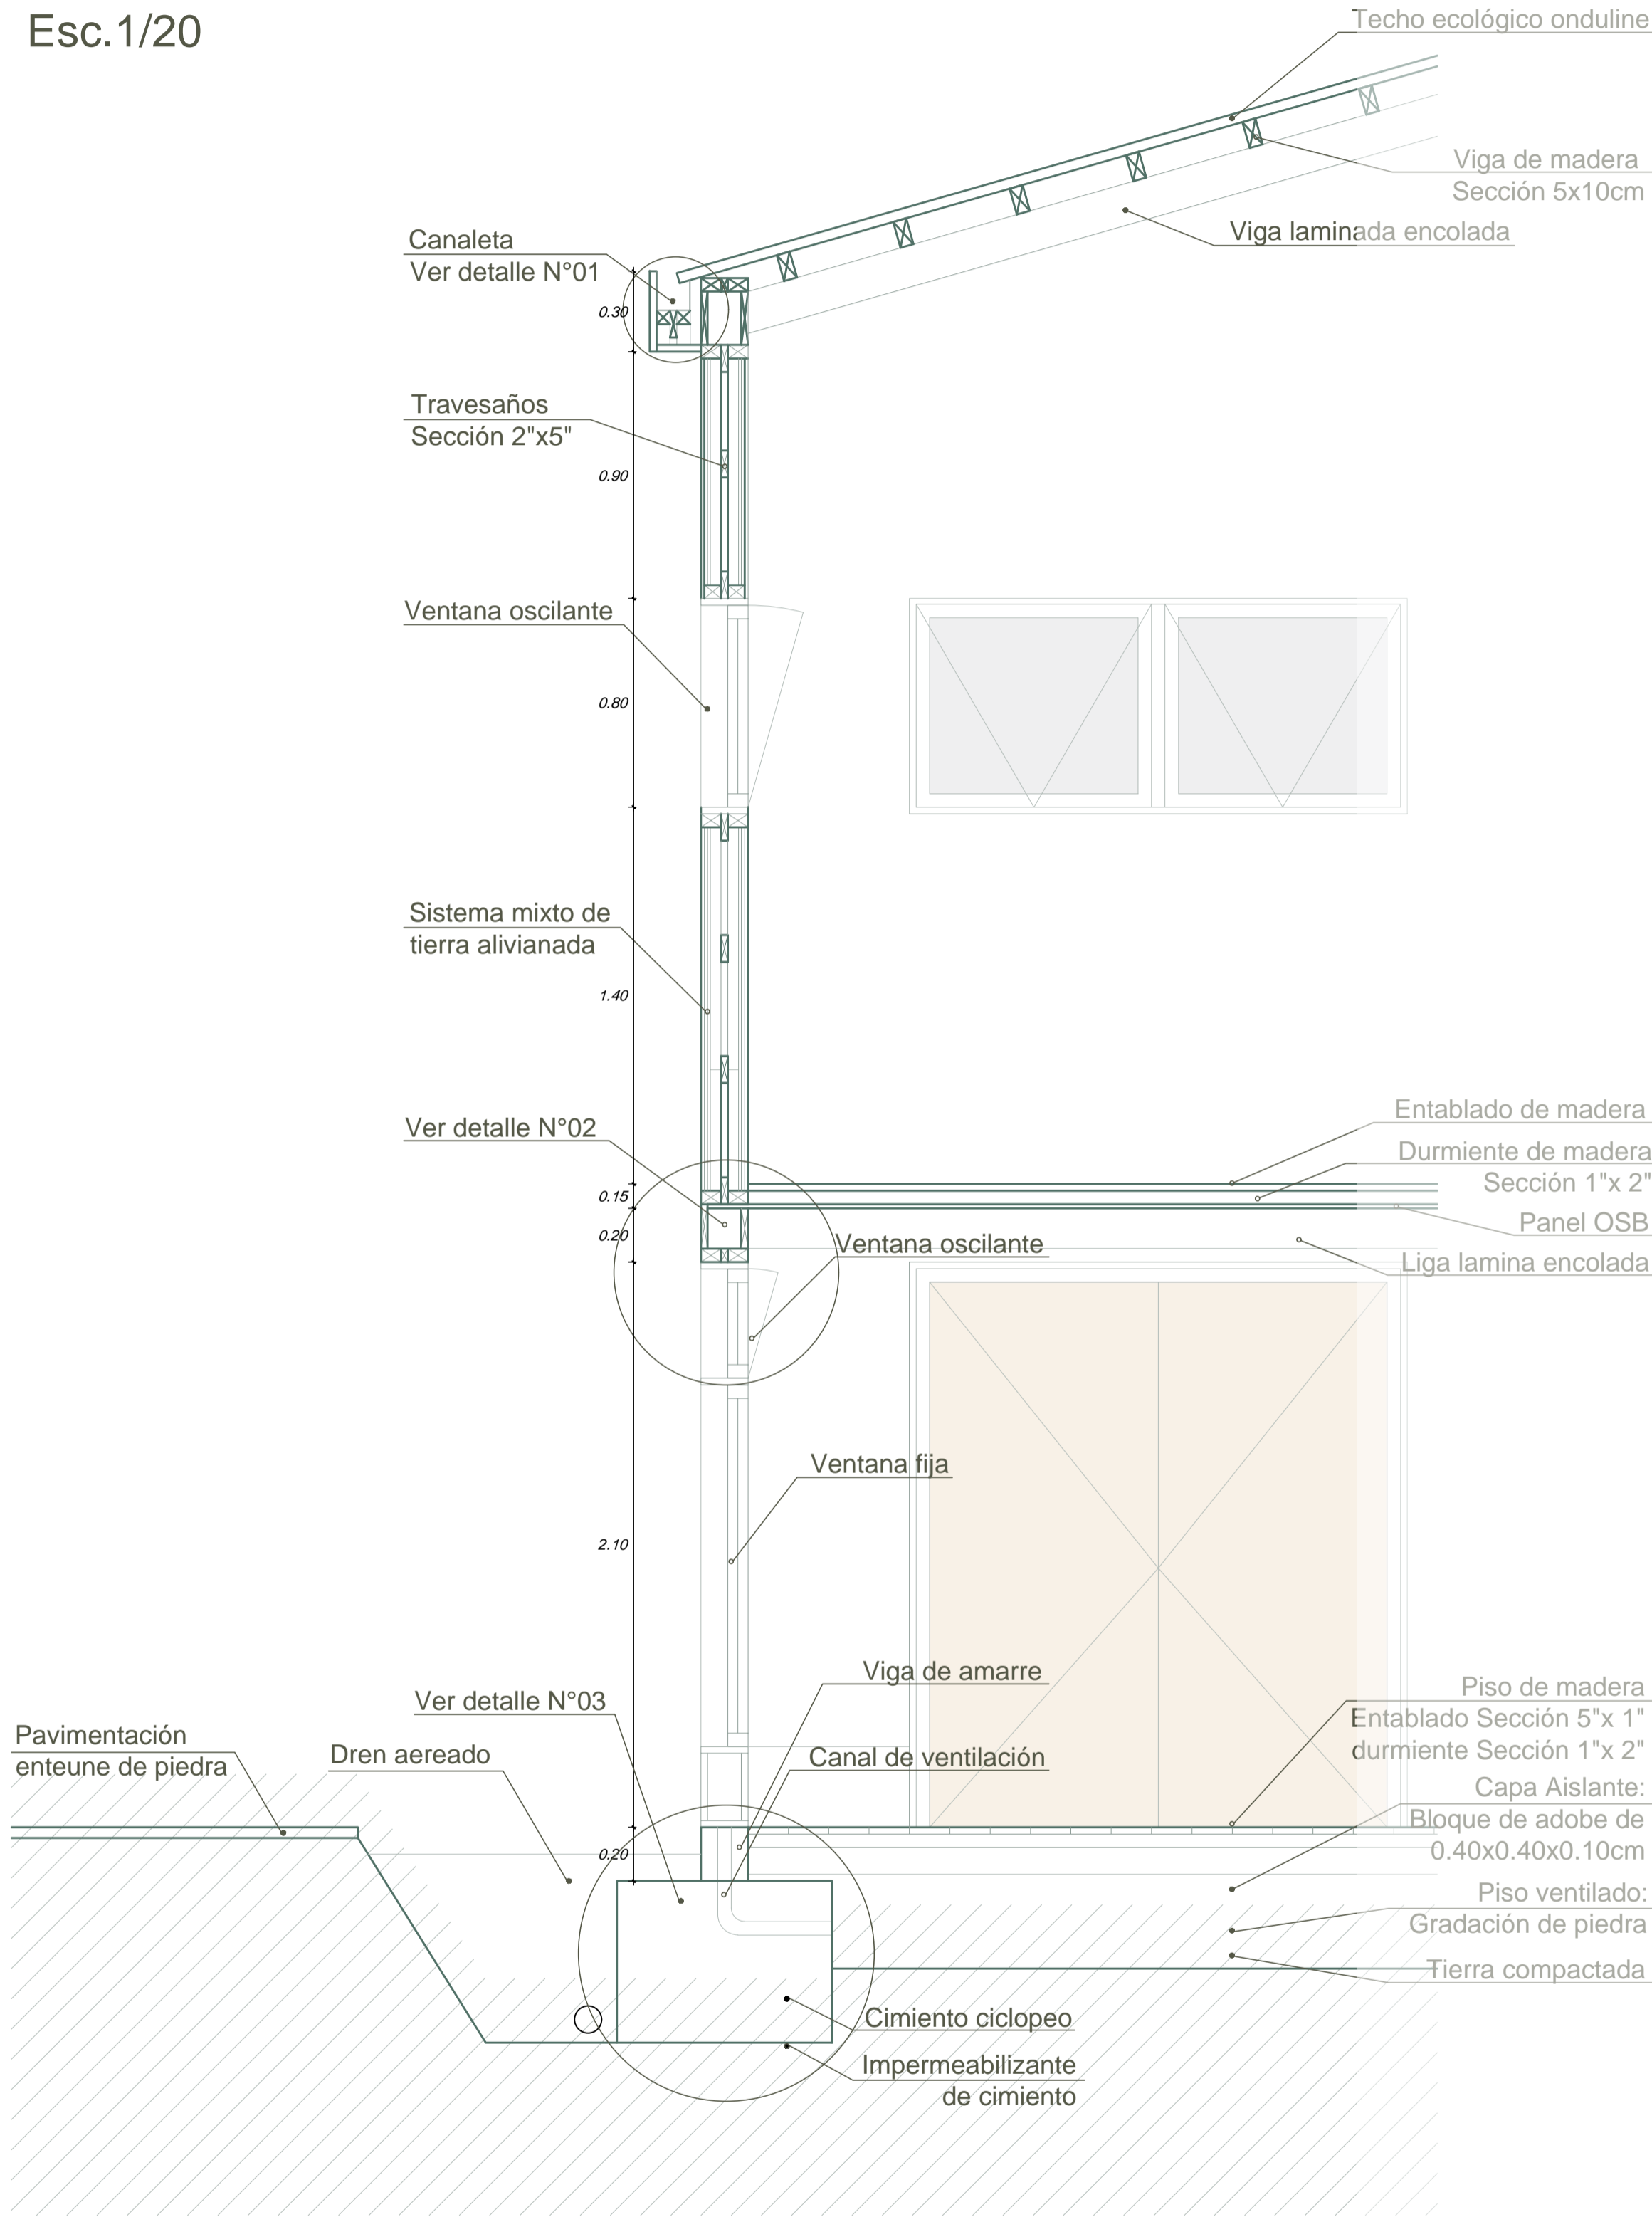 Esc.1/20
Techo ecológico onduline
Viga de madera
Sección 5x10cm
Viga laminada encolada
Canaleta
Ver detalle N°01
0.30
Travesaños
Sección 2"x5"
0.90
Ventana oscilante
0.80
Sistema mixto de
tierra alivianada
1.40
Ver detalle N°02
Entablado de madera
Durmiente de madera
Sección 1"x 2"
0.15
Panel OSB
0.20
Ventana oscilante
Liga lamina encolada
Ventana fija
2.10
Viga de amarre
Ver detalle N°03
Piso de madera
Entablado Sección 5"x 1"
durmiente Sección 1"x 2"
Pavimentación
enteune de piedra
Dren aereado
Canal de ventilación
Capa Aislante:
Bloque de adobe de
0.40x0.40x0.10cm
0.20
Piso ventilado:
Gradación de piedra
Tierra compactada
Cimiento ciclopeo
Impermeabilizante
de cimiento